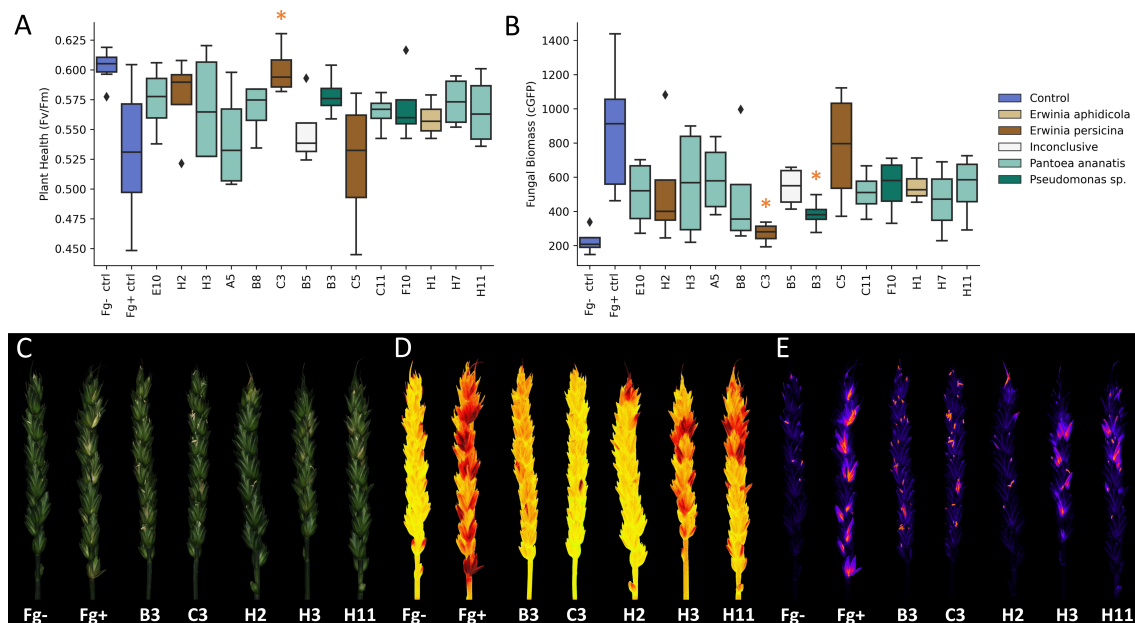 A
Plant Health (Fv/Fm)
0.625
0.600
0.575
0.550
0.525
0.500
0.475
0.450
*
Fg- ctrl
Fg+ ctrl
E10
H2
H3
A5
B8
C3
B5
B3
C5
C11
F10
H1
H7
H11
B
Fungal Biomass (cGFP)
1400
1200
1000
800
600
400
200
*
*
Fg- ctrl
Fg+ ctrl
E10
H2
H3
A5
B8
C3
B5
B3
C5
C11
F10
H1
H7
H11
Control
Erwinia aphidicola
Erwinia persicina
Inconclusive
Pantoea ananatis
Pseudomonas sp.
C
Fg- Fg+ B3 C3 H2 H3 H11
D
Fg- Fg+ B3 C3 H2 H3 H11
E
Fg- Fg+ B3 C3 H2 H3 H11